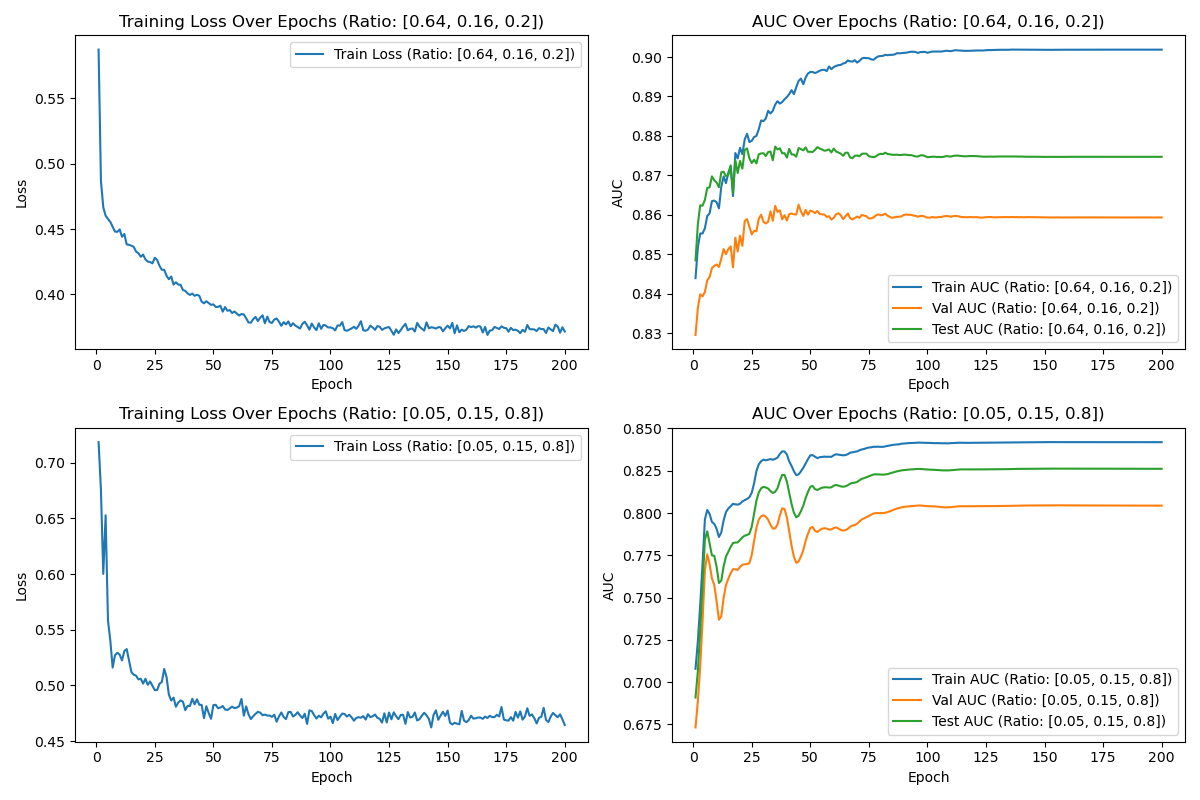 Training Loss Over Epochs (Ratio: [0.64, 0.16, 0.2])
Train Loss (Ratio: [0.64, 0.16, 0.2])
Loss
0.55
0.50
0.45
0.40
0 25 50 75 100 125 150 175 200
Epoch
AUC Over Epochs (Ratio: [0.64, 0.16, 0.2])
AUC
0.90
0.89
0.88
0.87
0.86
0.85
0.84
0.83
Train AUC (Ratio: [0.64, 0.16, 0.2])
Val AUC (Ratio: [0.64, 0.16, 0.2])
Test AUC (Ratio: [0.64, 0.16, 0.2])
0 25 50 75 100 125 150 175 200
Epoch
Training Loss Over Epochs (Ratio: [0.05, 0.15, 0.8])
Train Loss (Ratio: [0.05, 0.15, 0.8])
Loss
0.70
0.65
0.60
0.55
0.50
0.45
0 25 50 75 100 125 150 175 200
Epoch
AUC Over Epochs (Ratio: [0.05, 0.15, 0.8])
AUC
0.850
0.825
0.800
0.775
0.750
0.725
0.700
0.675
Train AUC (Ratio: [0.05, 0.15, 0.8])
Val AUC (Ratio: [0.05, 0.15, 0.8])
Test AUC (Ratio: [0.05, 0.15, 0.8])
0 25 50 75 100 125 150 175 200
Epoch